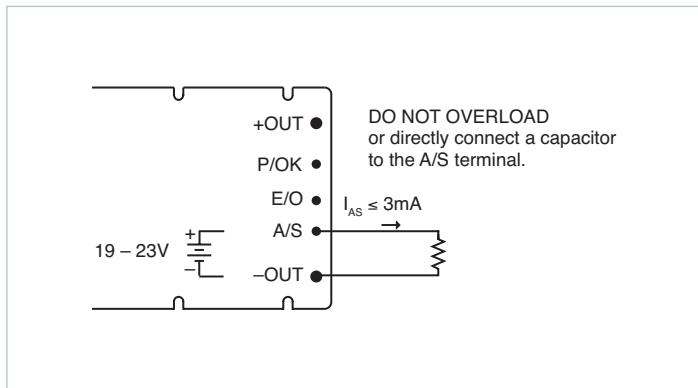 +OUT
DO NOT OVERLOAD
or directly connect a capacitor
to the A/S terminal.
P/OK
E/O
I_AS ≤ 3mA
A/S
+
19 – 23V
–
–OUT